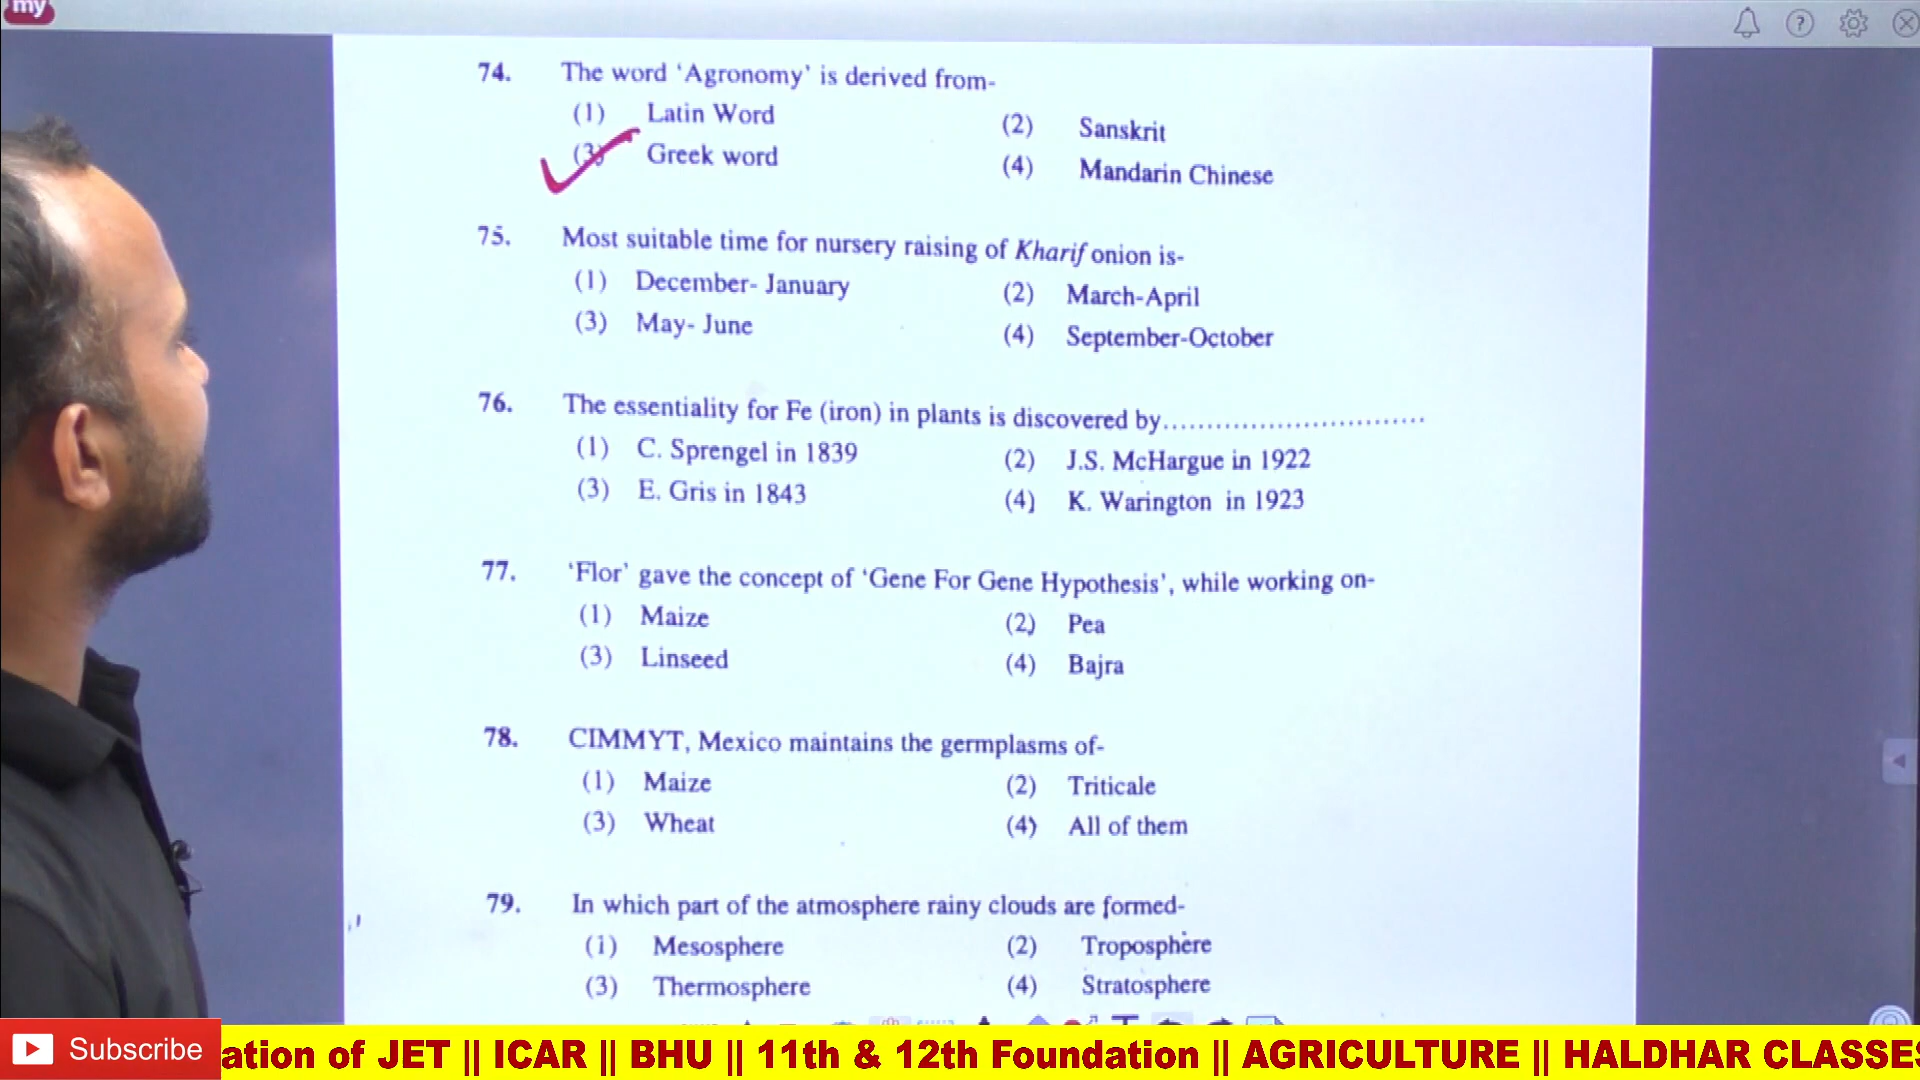 my
74. The word ‘Agronomy’ is derived from-
(1) Latin Word (2) Sanskrit
(3) Greek word (4) Mandarin Chinese
75. Most suitable time for nursery raising of Kharif onion is-
(1) December- January (2) March-April
(3) May- June (4) September-October
76. The essentiality for Fe (iron) in plants is discovered by..............................
(1) C. Sprengel in 1839 (2) J.S. McHargue in 1922
(3) E. Gris in 1843 (4) K. Warington in 1923
77. ‘Flor’ gave the concept of ‘Gene For Gene Hypothesis’, while working on-
(1) Maize (2) Pea
(3) Linseed (4) Bajra
78. CIMMYT, Mexico maintains the germplasms of-
(1) Maize (2) Triticale
(3) Wheat (4) All of them
79. In which part of the atmosphere rainy clouds are formed-
(1) Mesosphere (2) Troposphere
(3) Thermosphere (4) Stratosphere
Subscribe ation of JET || ICAR || BHU || 11th & 12th Foundation || AGRICULTURE || HALDHAR CLASSES